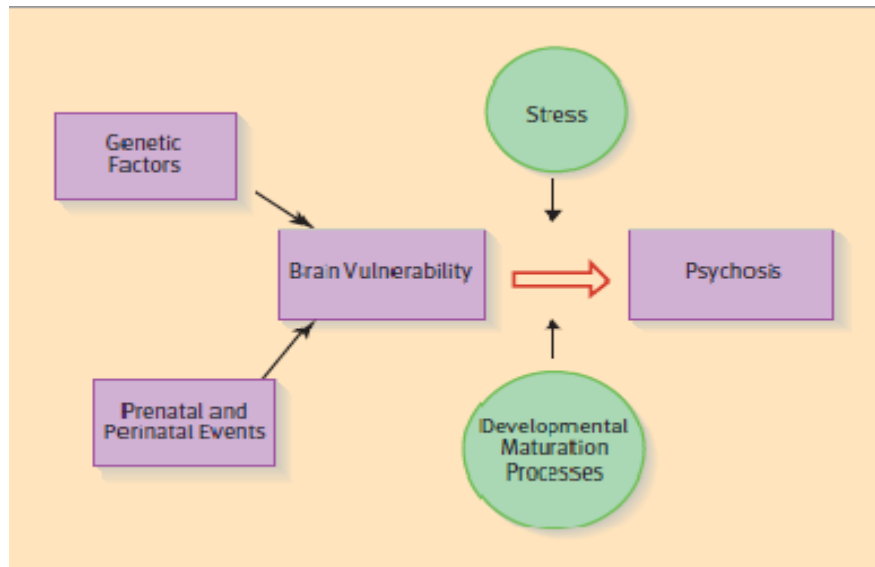 Genetic
Factors
Stress
Brain Vulnerability
Psychosis
Prenatal and
Perinatal Events
Developmental
Maturation
Processes